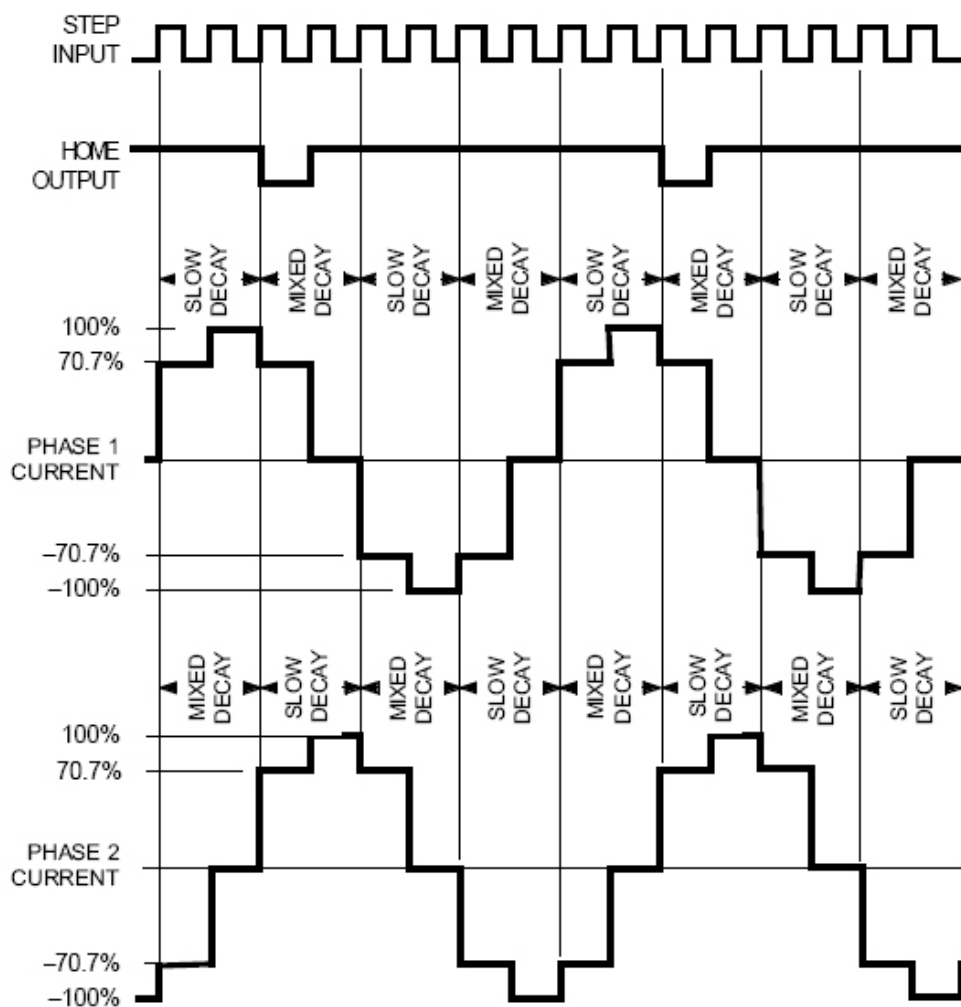 STEP
INPUT
HOME
OUTPUT
SLOW
DECAY
MIXED
DECAY
SLOW
DECAY
MIXED
DECAY
SLOW
DECAY
MIXED
DECAY
SLOW
DECAY
MIXED
DECAY
100%
70.7%
PHASE 1
CURRENT
–70.7%
–100%
MIXED
DECAY
SLOW
DECAY
MIXED
DECAY
SLOW
DECAY
MIXED
DECAY
SLOW
DECAY
MIXED
DECAY
SLOW
DECAY
100%
70.7%
PHASE 2
CURRENT
–70.7%
–100%